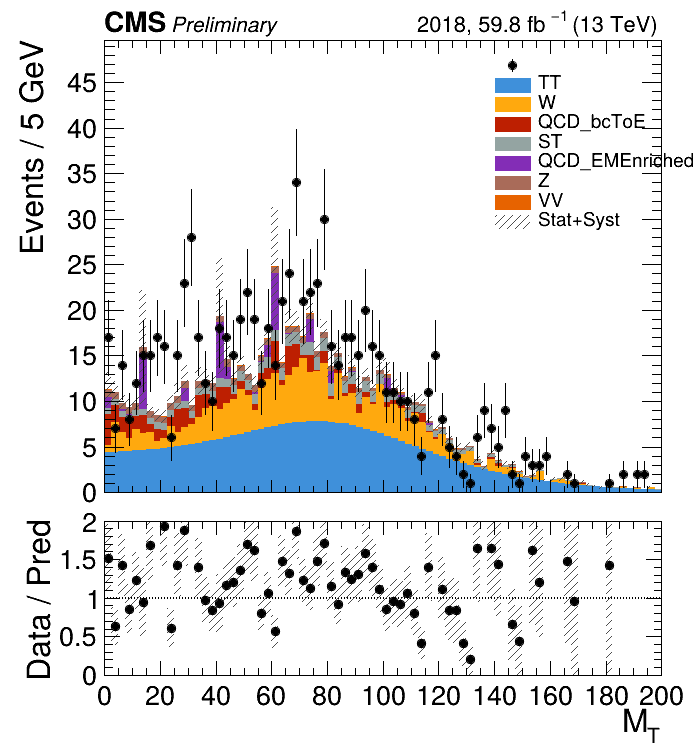 CMS Preliminary 2018, 59.8 fb⁻¹ (13 TeV)
Events / 5 GeV
45
40
35
30
25
20
15
10
5
0
TT
W
QCD_bcToE
ST
QCD_EMEnriched
Z
VV
Stat+Syst
Data / Pred
2
1.5
1
0.5
0
0 20 40 60 80 100 120 140 160 180 200
M_T